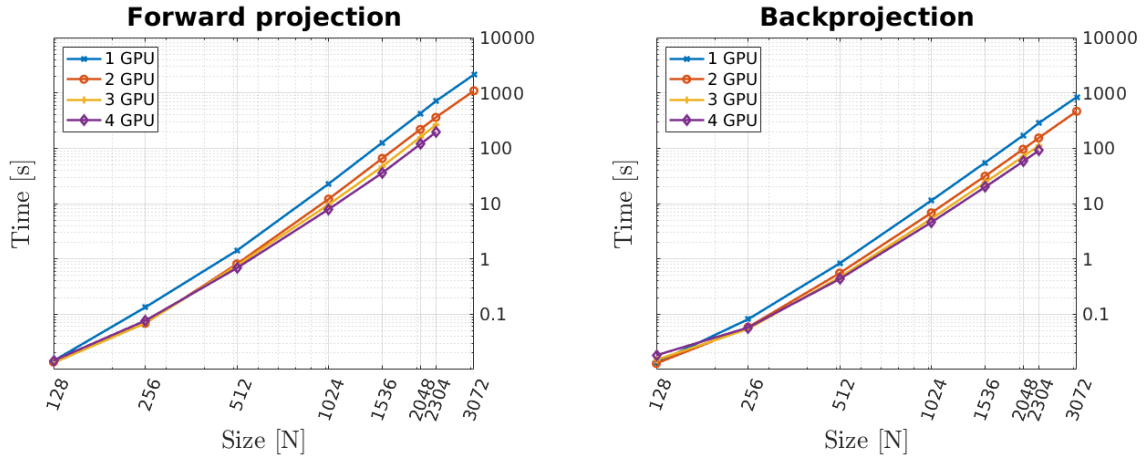 Forward projection
1 GPU
2 GPU
3 GPU
4 GPU
10000
1000
100
10
1
0.1
Time [s]
128
256
512
1024
1536
2048
2304
3072
Size [N]
Backprojection
1 GPU
2 GPU
3 GPU
4 GPU
10000
1000
100
10
1
0.1
Time [s]
128
256
512
1024
1536
2048
2304
3072
Size [N]